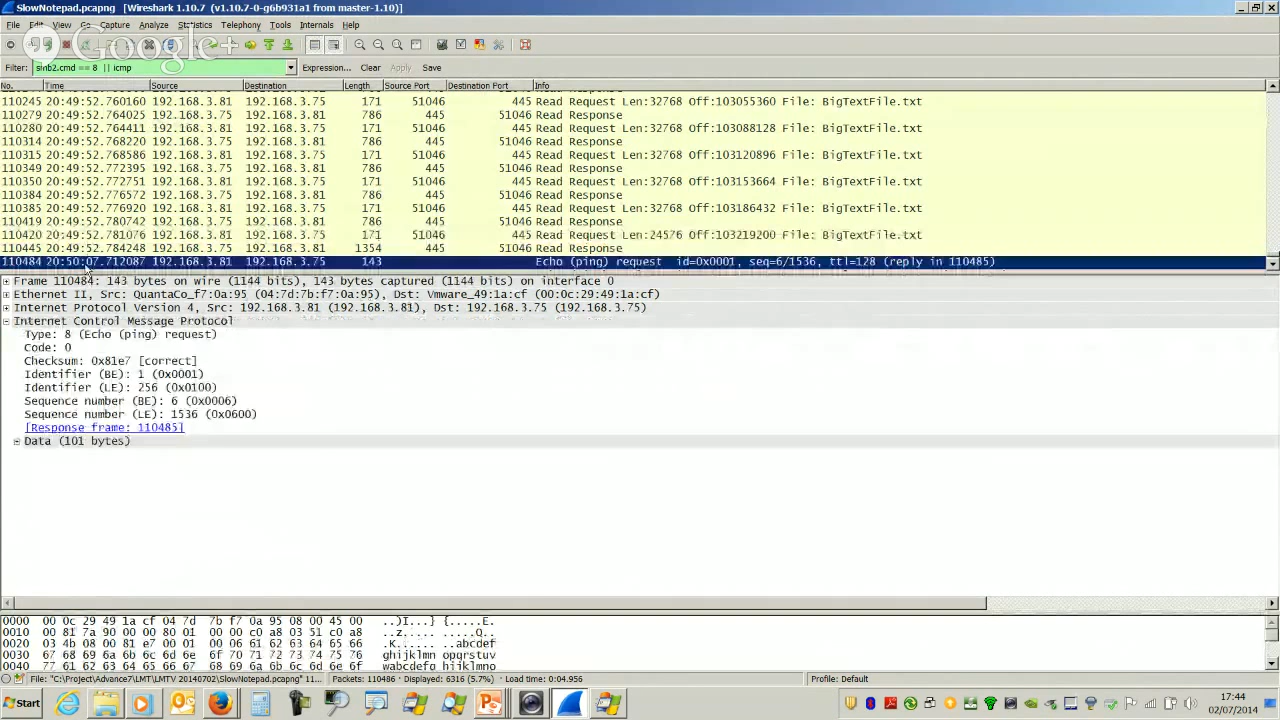 SlowNotepad.pcapng [Wireshark 1.10.7 (v1.10.7-0-g6b931a1 from master-1.10)]
File Edit View Go Capture Analyze Statistics Telephony Tools Internals Help
Google+
Filter: smb2.cmd == 8 || icmp Expression... Clear Apply Save
No. Time Source Destination Length Source Port Destination Port Info
110245 20:49:52.760160 192.168.3.81 192.168.3.75 171 51046 445 Read Request Len:32768 Off:103055360 File: BigTextFile.txt
110279 20:49:52.764025 192.168.3.75 192.168.3.81 786 445 51046 Read Response
110280 20:49:52.764411 192.168.3.81 192.168.3.75 171 51046 445 Read Request Len:32768 Off:103088128 File: BigTextFile.txt
110314 20:49:52.768220 192.168.3.75 192.168.3.81 786 445 51046 Read Response
110315 20:49:52.768586 192.168.3.81 192.168.3.75 171 51046 445 Read Request Len:32768 Off:103120896 File: BigTextFile.txt
110349 20:49:52.772395 192.168.3.75 192.168.3.81 786 445 51046 Read Response
110350 20:49:52.772751 192.168.3.81 192.168.3.75 171 51046 445 Read Request Len:32768 Off:103153664 File: BigTextFile.txt
110384 20:49:52.776572 192.168.3.75 192.168.3.81 786 445 51046 Read Response
110385 20:49:52.776920 192.168.3.81 192.168.3.75 171 51046 445 Read Request Len:32768 Off:103186432 File: BigTextFile.txt
110419 20:49:52.780742 192.168.3.75 192.168.3.81 786 445 51046 Read Response
110420 20:49:52.781076 192.168.3.81 192.168.3.75 171 51046 445 Read Request Len:24576 Off:103219200 File: BigTextFile.txt
110445 20:49:52.784248 192.168.3.75 192.168.3.81 1354 445 51046 Read Response
110484 20:50:07.712087 192.168.3.81 192.168.3.75 143 Echo (ping) request id=0x0001, seq=6/1536, ttl=128 (reply in 110485)
Frame 110484: 143 bytes on wire (1144 bits), 143 bytes captured (1144 bits) on interface 0
Ethernet II, Src: QuantaCo_f7:0a:95 (04:7d:7b:f7:0a:95), Dst: Vmware_49:1a:cf (00:0c:29:49:1a:cf)
Internet Protocol Version 4, Src: 192.168.3.81 (192.168.3.81), Dst: 192.168.3.75 (192.168.3.75)
Internet Control Message Protocol
Type: 8 (Echo (ping) request)
Code: 0
Checksum: 0x81e7 [correct]
Identifier (BE): 1 (0x0001)
Identifier (LE): 256 (0x0100)
Sequence number (BE): 6 (0x0006)
Sequence number (LE): 1536 (0x0600)
[Response frame: 110485]
Data (101 bytes)
0000 00 0c 29 49 1a cf 04 7d 7b f7 0a 95 08 00 45 00 ..)I...} {.....E.
0010 00 81 7a 90 00 00 80 01 00 00 c0 a8 03 51 c0 a8 ..z..... .....Q..
0020 03 4b 08 00 81 e7 00 01 00 06 61 62 63 64 65 66 .K...... ..abcdef
0030 67 68 69 6a 6b 6c 6d 6e 6f 70 71 72 73 74 75 76 ghijklmn opqrstuv
0040 77 61 62 63 64 65 66 67 68 69 6a 6b 6c 6d 6e 6f wabcdefg hijklmno
File: "C:\Project\Advance7\LMT\LMTV 20140702\SlowNotepad.pcapng" 11... Packets: 110486 · Displayed: 6316 (5.7%) · Load time: 0:04.956 Profile: Default
Start
17:44
02/07/2014